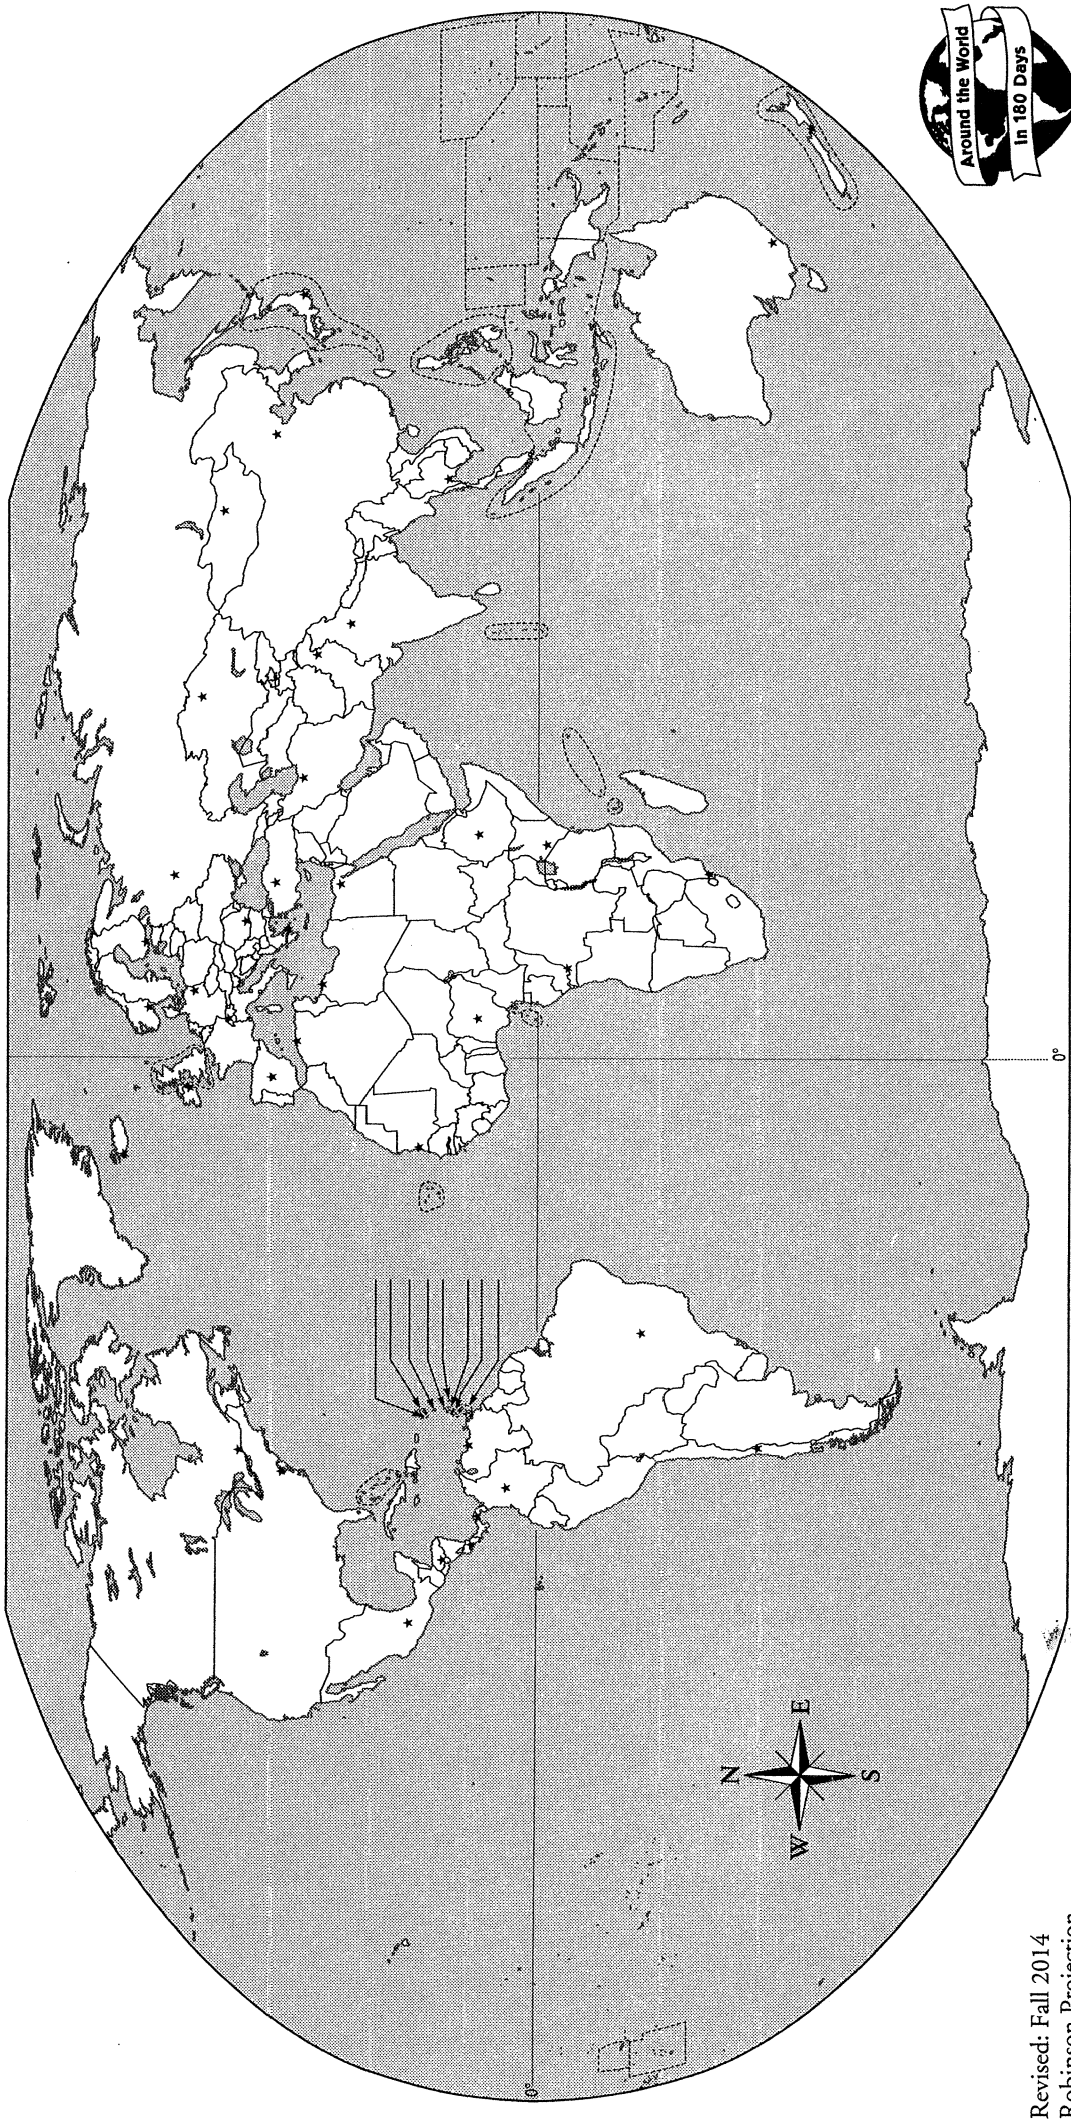 Around the World
In 180 Days
0°
0°
N
W
E
S
Revised: Fall 2014
Robinson Projection